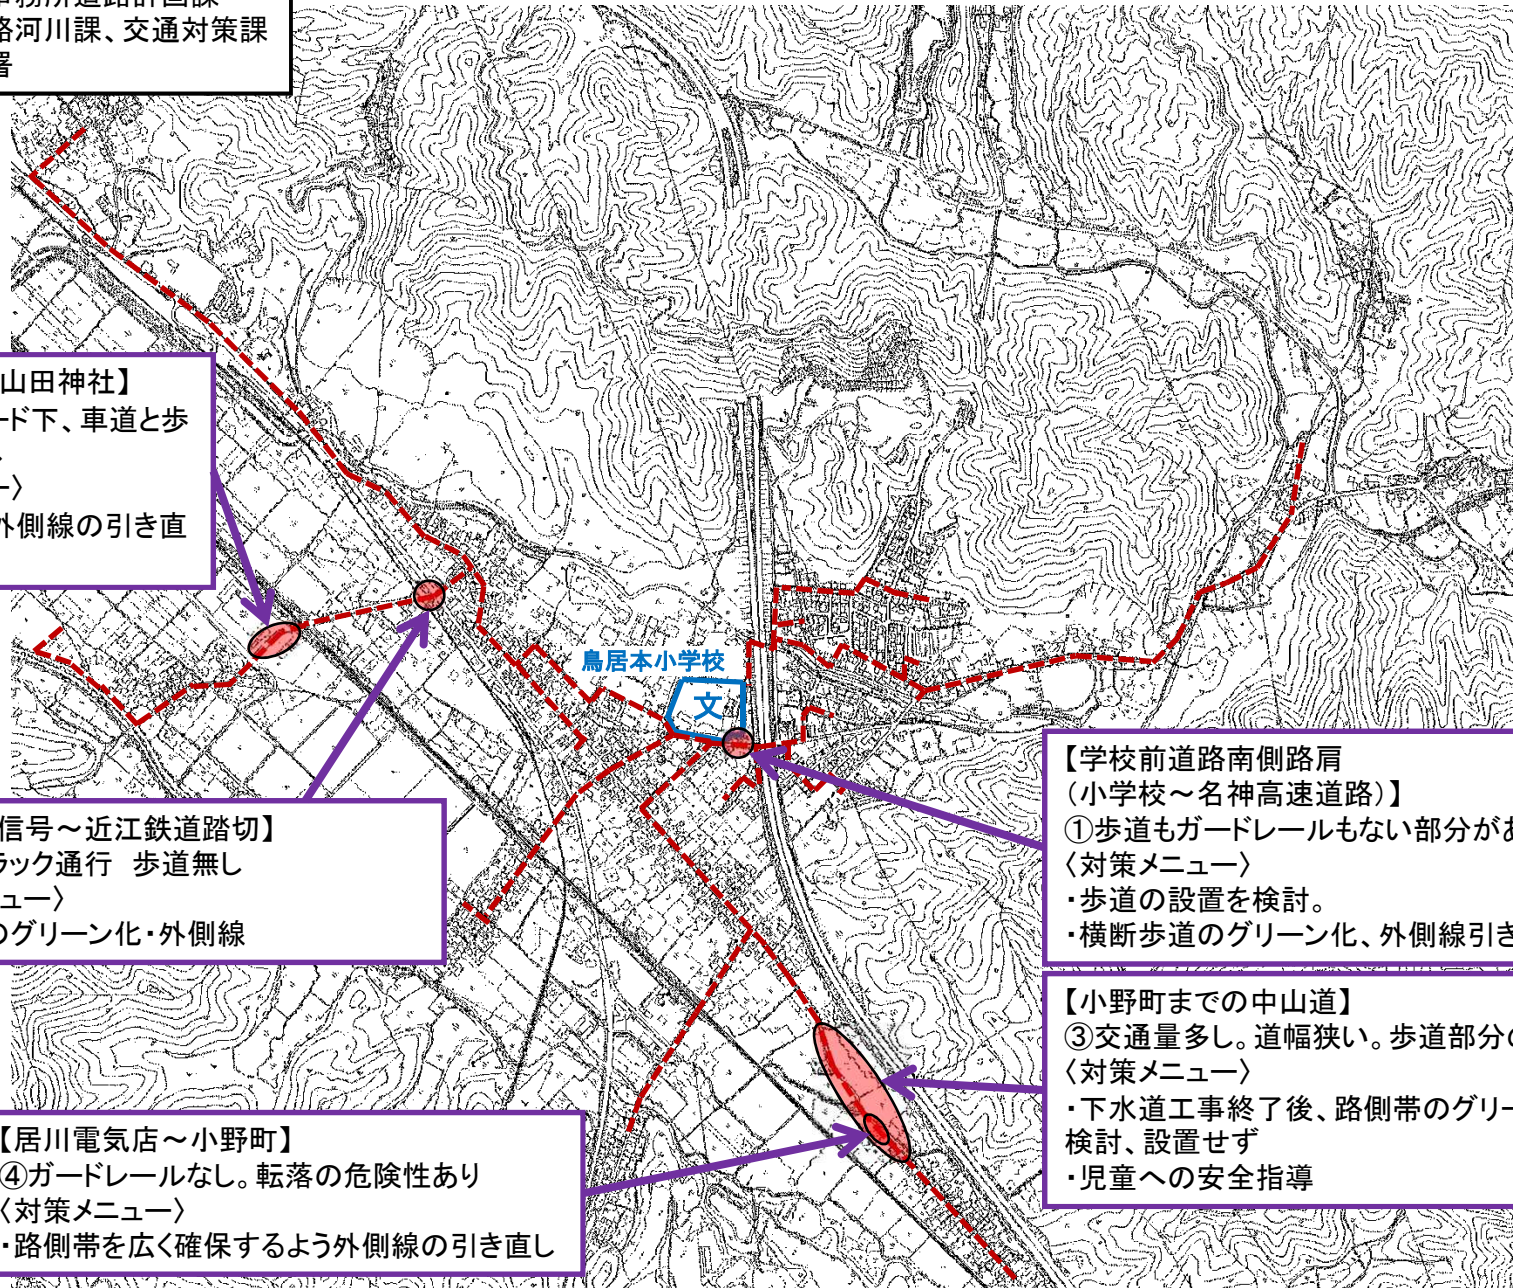 路河川課、交通対策課
署
山田神社】
ード下、車道と歩
ー〉
外側線の引き直
鳥居本小学校
文
信号～近江鉄道踏切】
ラック通行 歩道無し
ュー〉
のグリーン化・外側線
【学校前道路南側路肩
（小学校～名神高速道路）】
①歩道もガードレールもない部分があ
〈対策メニュー〉
・歩道の設置を検討。
・横断歩道のグリーン化、外側線引き
【小野町までの中山道】
③交通量多し。道幅狭い。歩道部分の
〈対策メニュー〉
・下水道工事終了後、路側帯のグリー
検討、設置せず
・児童への安全指導
【居川電気店～小野町】
④ガードレールなし。転落の危険性あり
〈対策メニュー〉
・路側帯を広く確保するよう外側線の引き直し